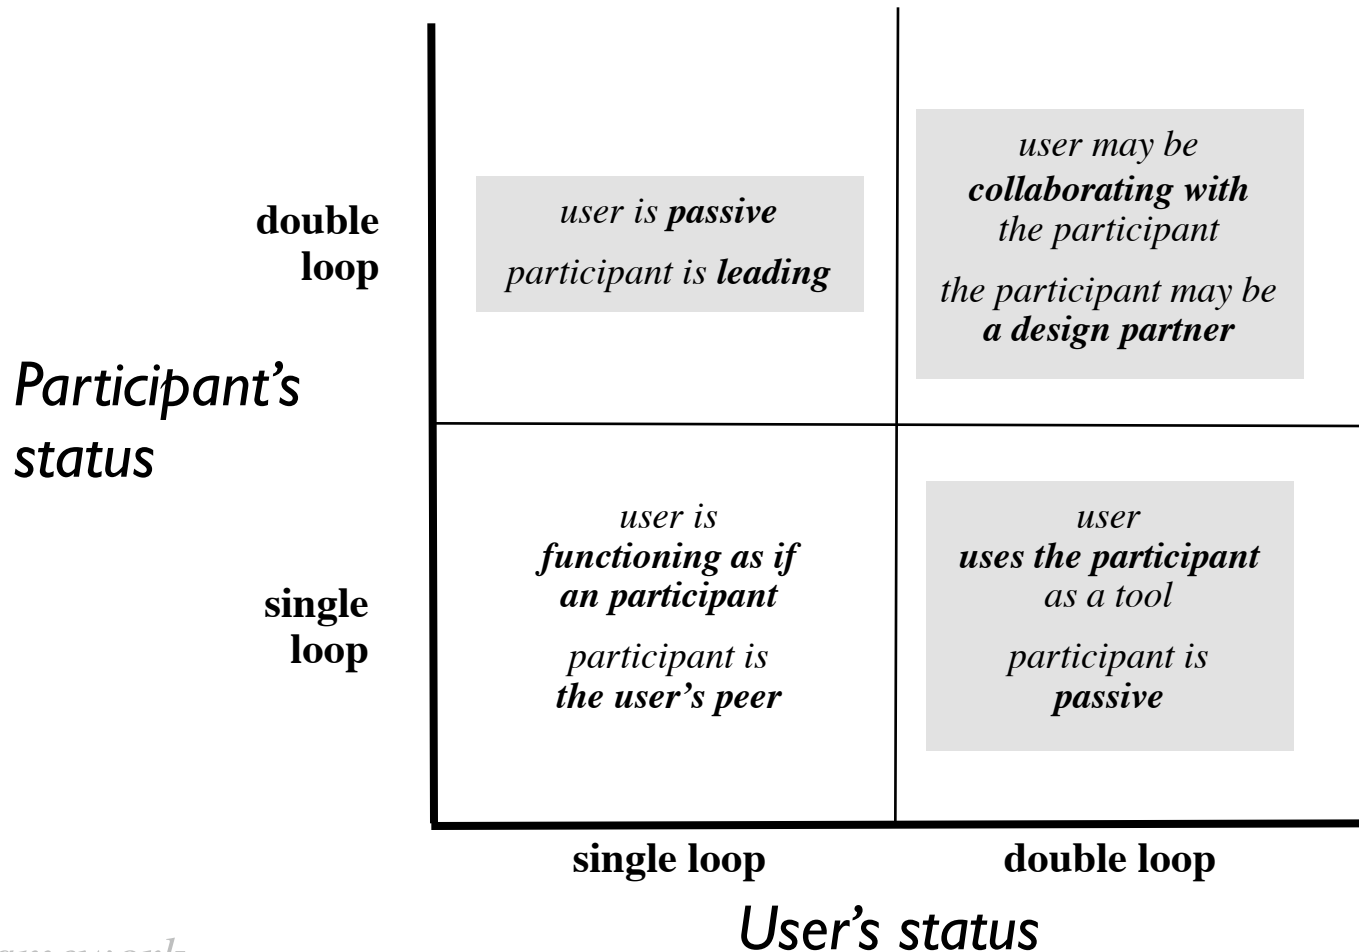 double
loop
user is passive
participant is leading
user may be
collaborating with
the participant
the participant may be
a design partner
Participant's
status
single
loop
user is
functioning as if
an participant
participant is
the user's peer
user
uses the participant
as a tool
participant is
passive
single loop
double loop
User's status